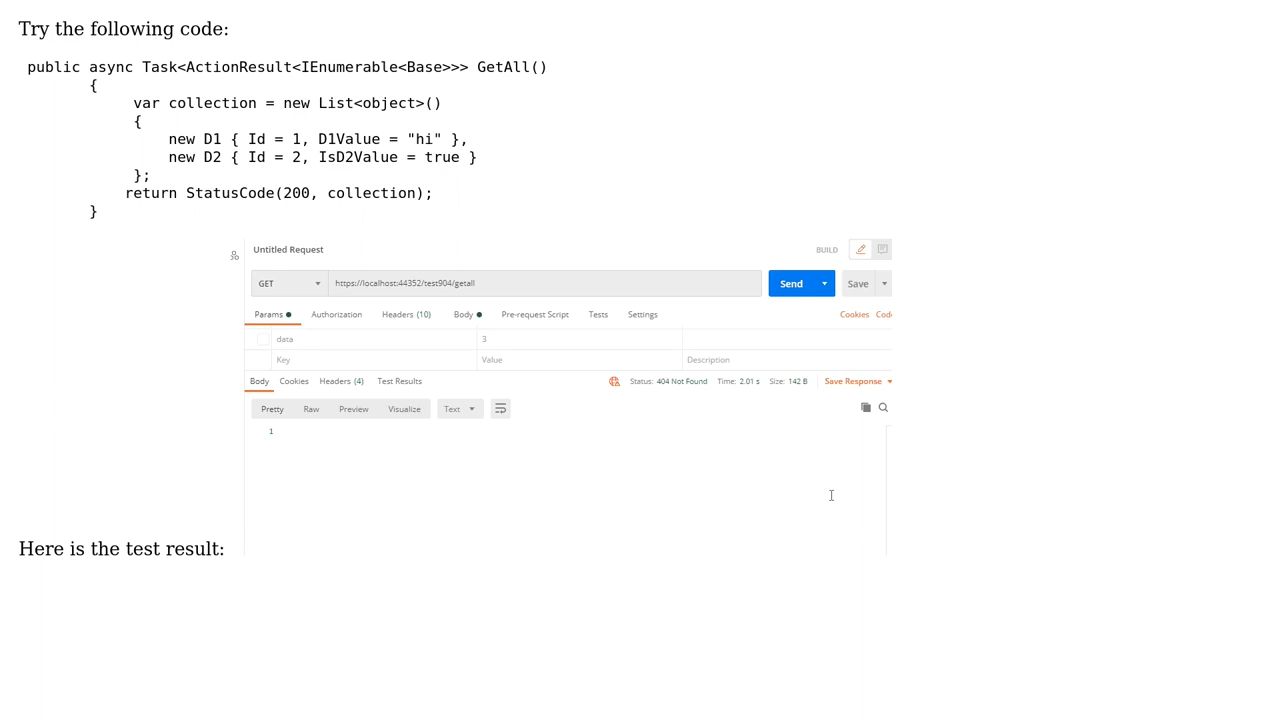 Try the following code:
public async Task<ActionResult<IEnumerable<Base>>> GetAll()
{
var collection = new List<object>()
{
new D1 { Id = 1, D1Value = "hi" },
new D2 { Id = 2, IsD2Value = true }
};
return StatusCode(200, collection);
}
Untitled Request BUILD
GET https://localhost:44352/test904/getall Send Save
Params Authorization Headers (10) Body Pre-request Script Tests Settings Cookies Code
data 3
Key Value Description
Body Cookies Headers (4) Test Results Status: 404 Not Found Time: 2.01 s Size: 142 B Save Response
Pretty Raw Preview Visualize Text
1
Here is the test result: